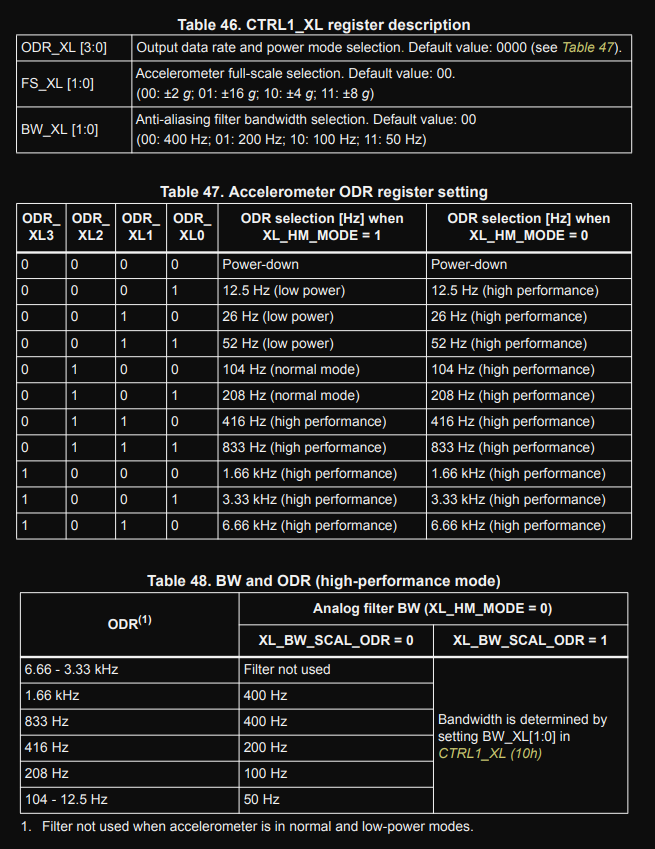 Table 46. CTRL1_XL register description
ODR_XL [3:0] Output data rate and power mode selection. Default value: 0000 (see Table 47).
FS_XL [1:0] Accelerometer full-scale selection. Default value: 00.
(00: ±2 g; 01: ±16 g; 10: ±4 g; 11: ±8 g)
BW_XL [1:0] Anti-aliasing filter bandwidth selection. Default value: 00
(00: 400 Hz; 01: 200 Hz; 10: 100 Hz; 11: 50 Hz)
Table 47. Accelerometer ODR register setting
ODR_ ODR_ ODR_ ODR_ ODR selection [Hz] when ODR selection [Hz] when
XL3 XL2 XL1 XL0 XL_HM_MODE = 1 XL_HM_MODE = 0
0 0 0 0 Power-down Power-down
0 0 0 1 12.5 Hz (low power) 12.5 Hz (high performance)
0 0 1 0 26 Hz (low power) 26 Hz (high performance)
0 0 1 1 52 Hz (low power) 52 Hz (high performance)
0 1 0 0 104 Hz (normal mode) 104 Hz (high performance)
0 1 0 1 208 Hz (normal mode) 208 Hz (high performance)
0 1 1 0 416 Hz (high performance) 416 Hz (high performance)
0 1 1 1 833 Hz (high performance) 833 Hz (high performance)
1 0 0 0 1.66 kHz (high performance) 1.66 kHz (high performance)
1 0 0 1 3.33 kHz (high performance) 3.33 kHz (high performance)
1 0 1 0 6.66 kHz (high performance) 6.66 kHz (high performance)
Table 48. BW and ODR (high-performance mode)
ODR(1) Analog filter BW (XL_HM_MODE = 0)
XL_BW_SCAL_ODR = 0 XL_BW_SCAL_ODR = 1
6.66 - 3.33 kHz Filter not used
1.66 kHz 400 Hz
833 Hz 400 Hz
416 Hz 200 Hz
208 Hz 100 Hz
104 - 12.5 Hz 50 Hz
Bandwidth is determined by
setting BW_XL[1:0] in
CTRL1_XL (10h)
1. Filter not used when accelerometer is in normal and low-power modes.